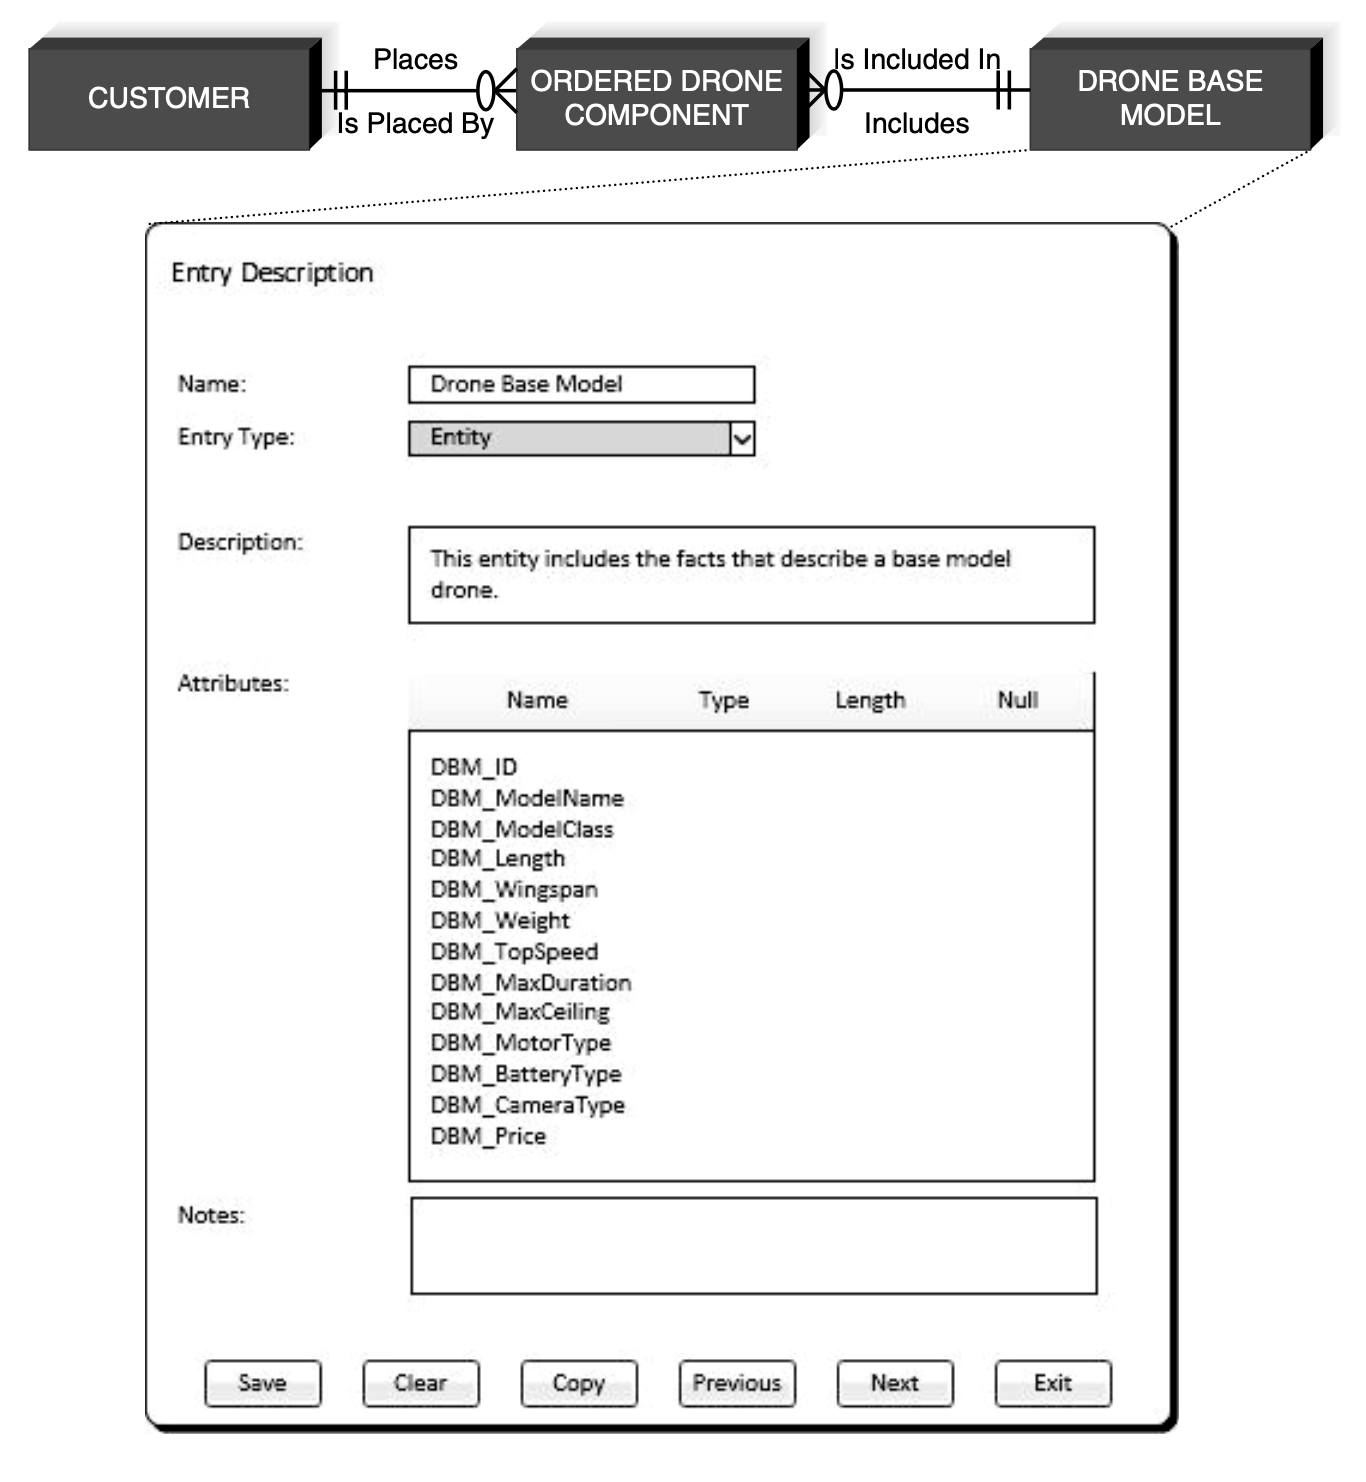 CUSTOMER
Places
Is Placed By
ORDERED DRONE
COMPONENT
Is Included In
Includes
DRONE BASE
MODEL
Entry Description
Name: Drone Base Model
Entry Type: Entity
Description: This entity includes the facts that describe a base model
drone.
Attributes: Name Type Length Null
DBM_ID
DBM_ModelName
DBM_ModelClass
DBM_Length
DBM_Wingspan
DBM_Weight
DBM_TopSpeed
DBM_MaxDuration
DBM_MaxCeiling
DBM_MotorType
DBM_BatteryType
DBM_CameraType
DBM_Price
Notes:
Save Clear Copy Previous Next Exit